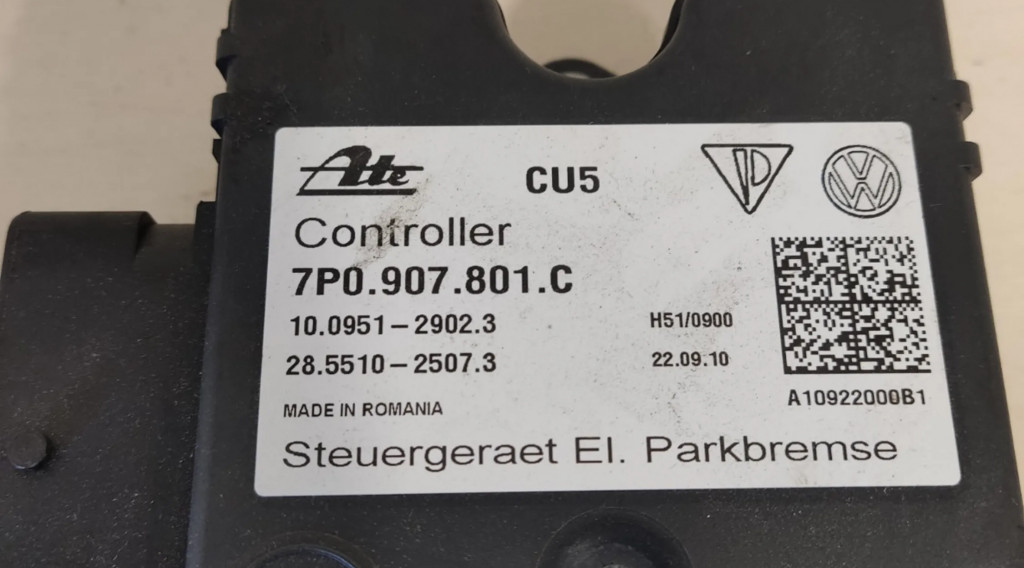 Ate
CU5
Controller
7P0.907.801.C
10.0951-2902.3
H51/0900
28.5510-2507.3
22.09.10
MADE IN ROMANIA
A10922000B1
Steuergeraet El. Parkbremse